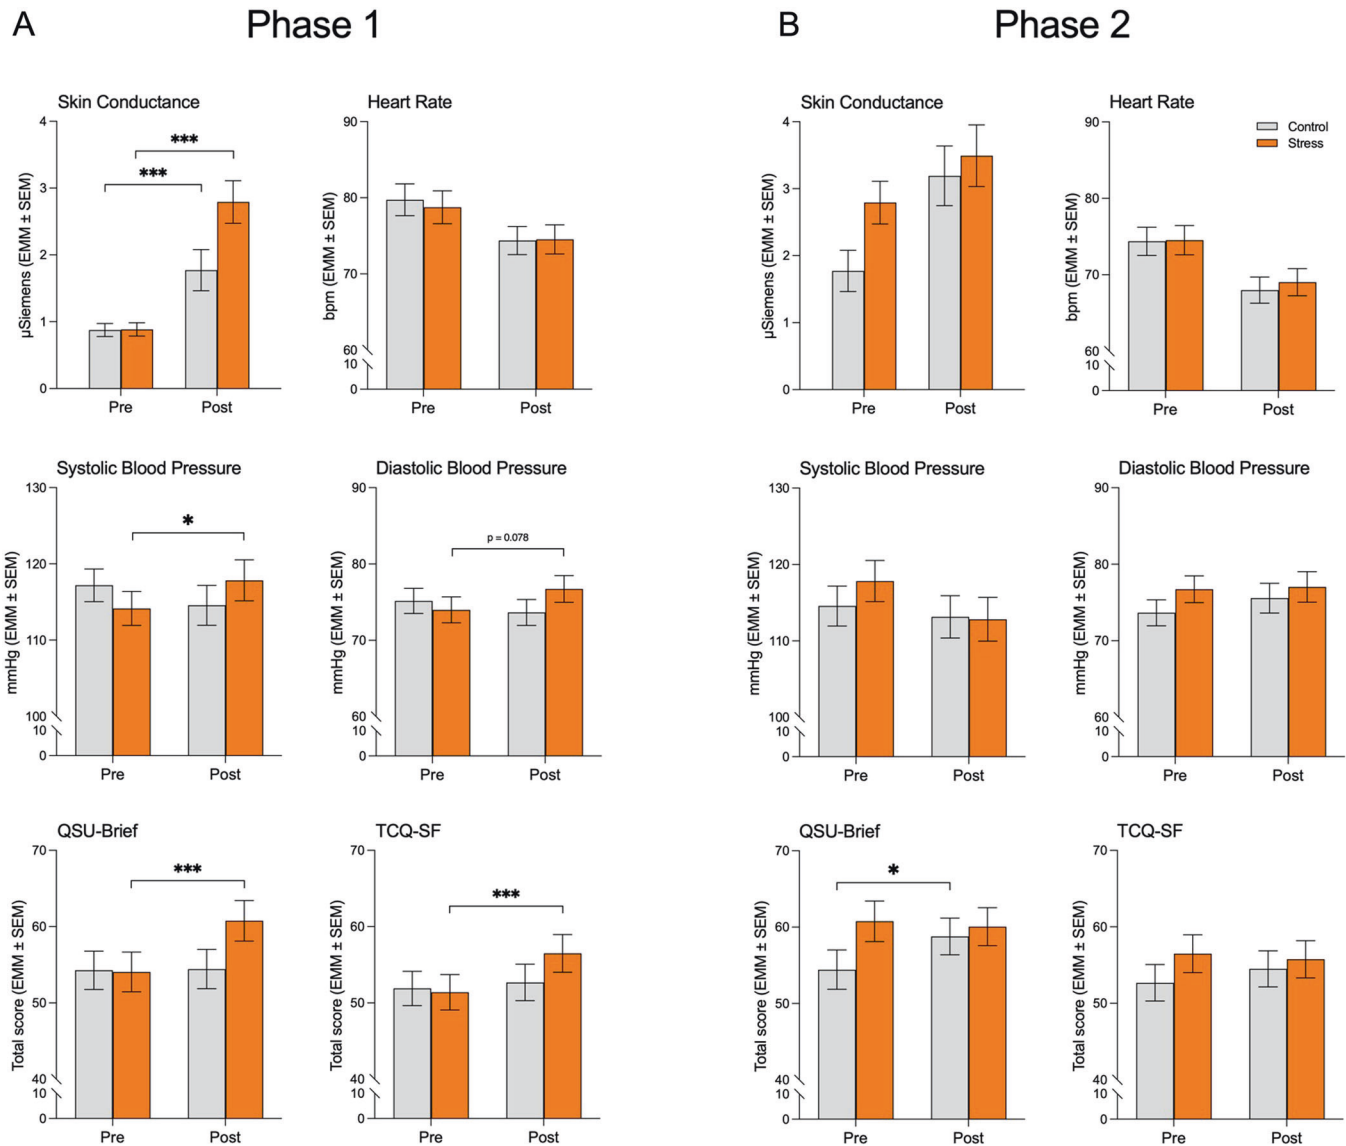 A Phase 1
B Phase 2
Skin Conductance
µSiemens (EMM ± SEM)
4
3
2
1
0
***
***
Pre Post
Heart Rate
bpm (EMM ± SEM)
90
80
70
60
10
0
Pre Post
Skin Conductance
µSiemens (EMM ± SEM)
4
3
2
1
0
Pre Post
Heart Rate
bpm (EMM ± SEM)
90
80
70
60
10
0
Pre Post
Control
Stress
Systolic Blood Pressure
mmHg (EMM ± SEM)
130
120
110
100
10
0
*
Pre Post
Diastolic Blood Pressure
mmHg (EMM ± SEM)
90
80
70
60
10
0
p = 0.078
Pre Post
Systolic Blood Pressure
mmHg (EMM ± SEM)
130
120
110
100
10
0
Pre Post
Diastolic Blood Pressure
mmHg (EMM ± SEM)
90
80
70
60
10
0
Pre Post
QSU-Brief
Total score (EMM ± SEM)
70
60
50
40
10
0
***
Pre Post
TCQ-SF
Total score (EMM ± SEM)
70
60
50
40
10
0
***
Pre Post
QSU-Brief
Total score (EMM ± SEM)
70
60
50
40
10
0
*
Pre Post
TCQ-SF
Total score (EMM ± SEM)
70
60
50
40
10
0
Pre Post